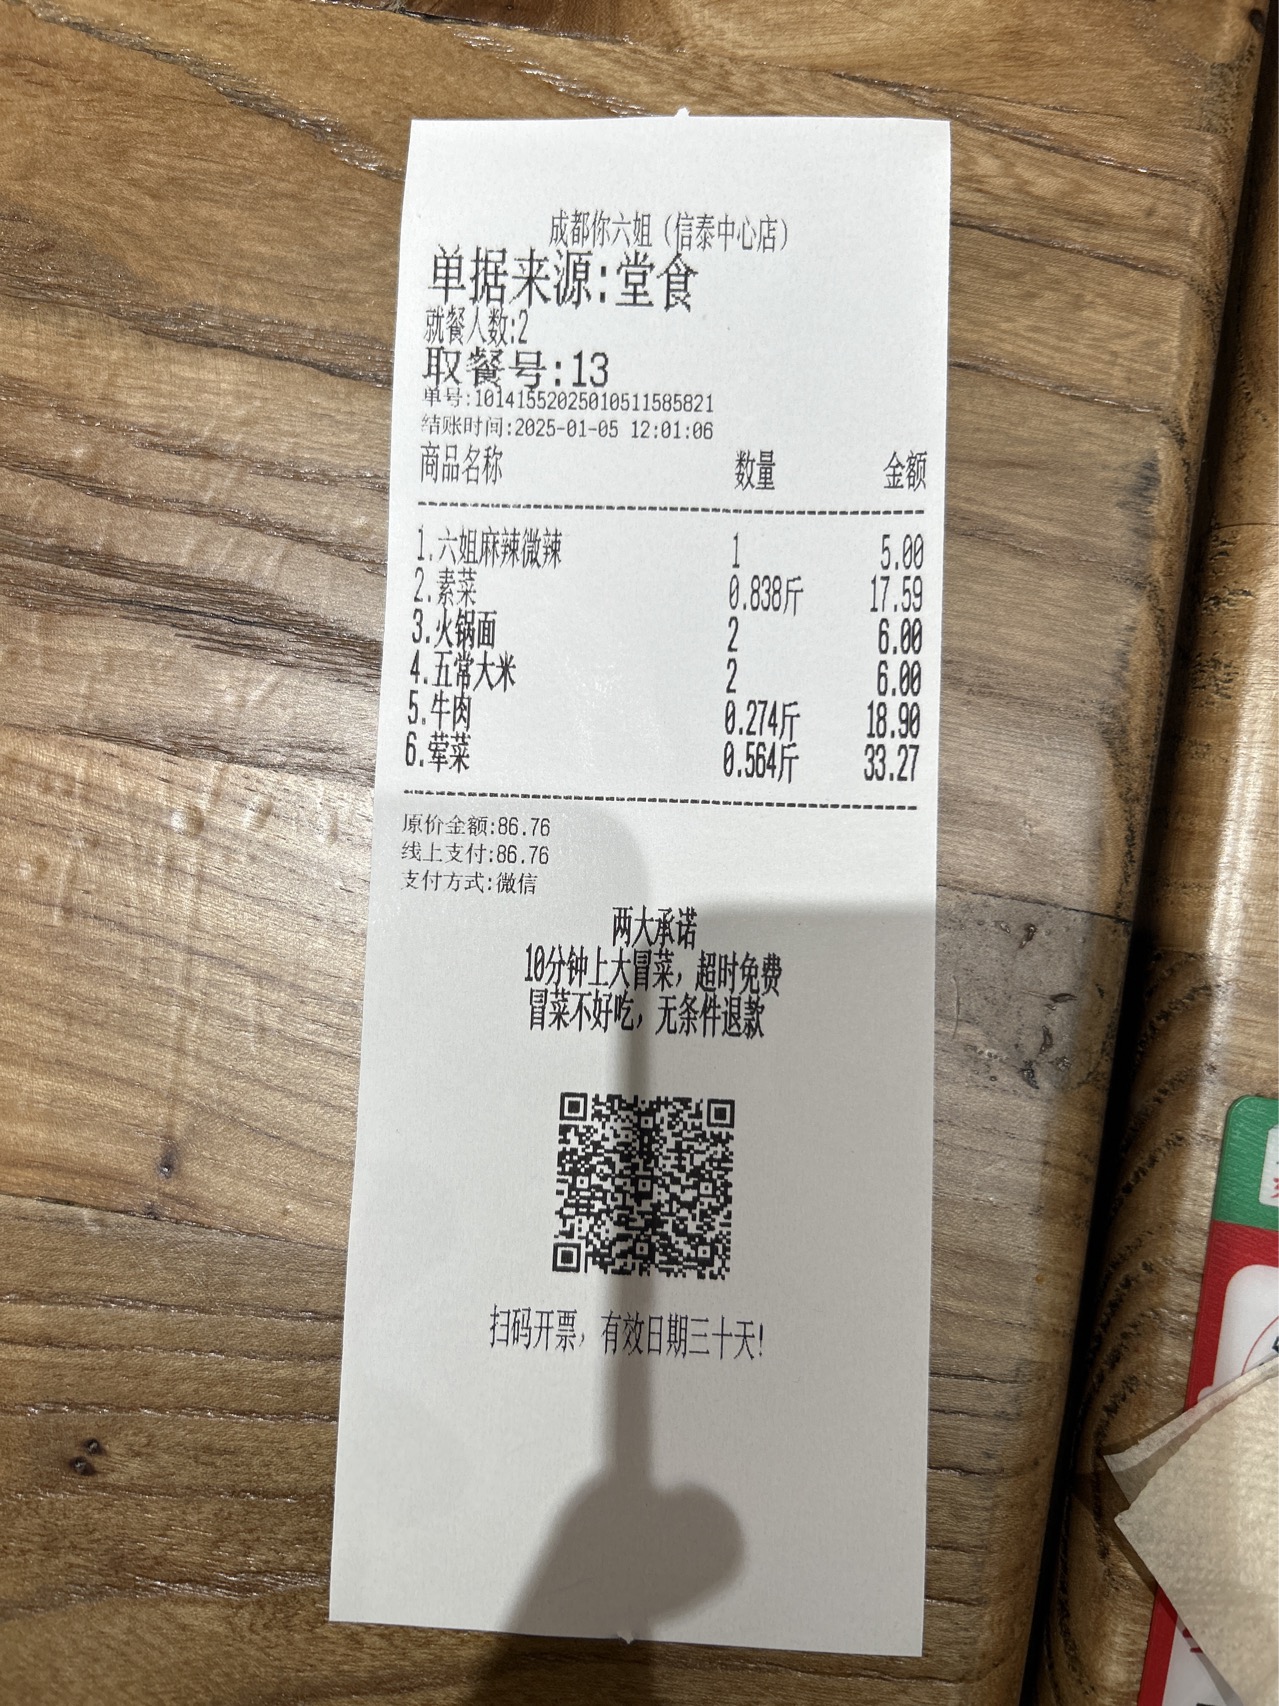 成都你六姐（信泰中心店）
单据来源:堂食
就餐人数:2
取餐号:13
单号:10141552025010511585821
结账时间:2025-01-05 12:01:06
商品名称 数量 金额
1.六姐麻辣微辣 1 5.00
2.素菜 0.838斤 17.59
3.火锅面 2 6.00
4.五常大米 2 6.00
5.牛肉 0.274斤 18.90
6.荤菜 0.564斤 33.27
原价金额:86.76
线上支付:86.76
支付方式:微信
两大承诺
10分钟上大冒菜，超时免费
冒菜不好吃，无条件退款
扫码开票，有效日期三十天!